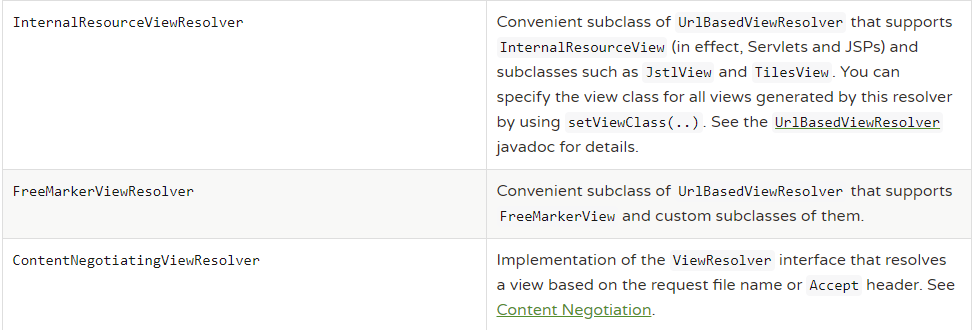 InternalResourceViewResolver
Convenient subclass of UrlBasedViewResolver that supports
InternalResourceView (in effect, Servlets and JSPs) and
subclasses such as JstlView and TilesView. You can
specify the view class for all views generated by this resolver
by using setViewClass(..). See the UrlBasedViewResolver
javadoc for details.
FreeMarkerViewResolver
Convenient subclass of UrlBasedViewResolver that supports
FreeMarkerView and custom subclasses of them.
ContentNegotiatingViewResolver
Implementation of the ViewResolver interface that resolves
a view based on the request file name or Accept header. See
Content Negotiation.